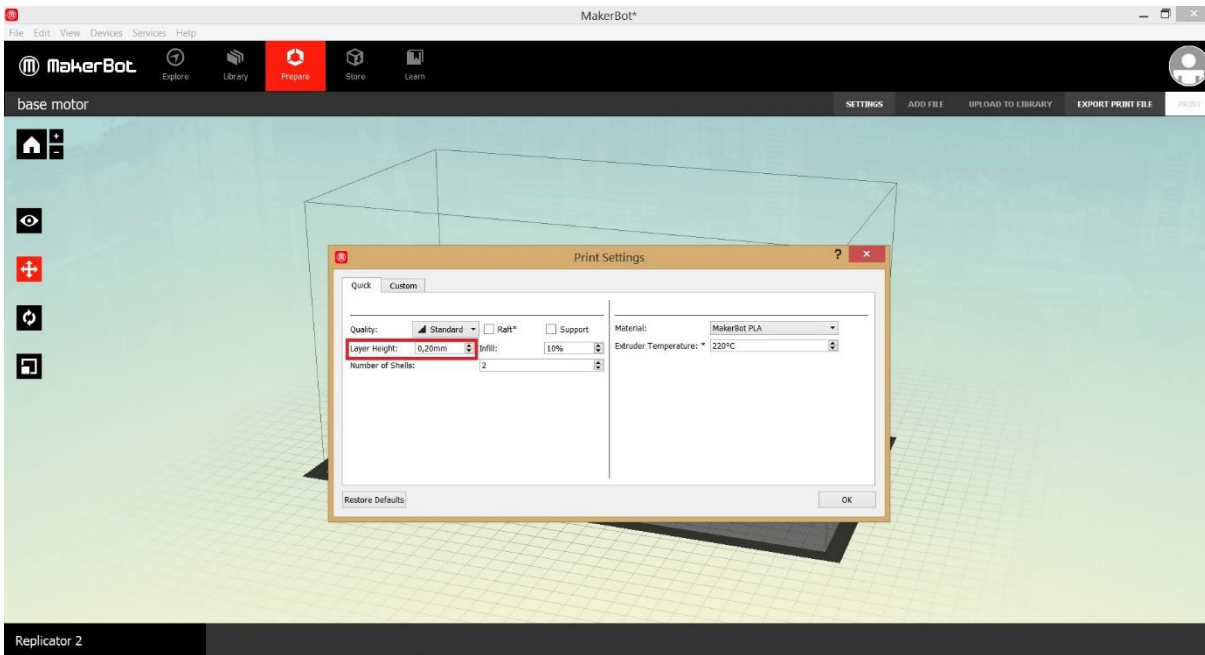 MakerBot*
File Edit View Devices Services Help
MakerBot Explore Library Prepare Store Learn
base motor SETTINGS ADD FILE UPLOAD TO LIBRARY EXPORT PRINT FILE PRINT
Print Settings ?
Quick Custom
Quality: Standard Raft* Support Material: MakerBot PLA
Layer Height: 0,20mm Infill: 10% Extruder Temperature: * 220ºC
Number of Shells: 2
Restore Defaults OK
Replicator 2